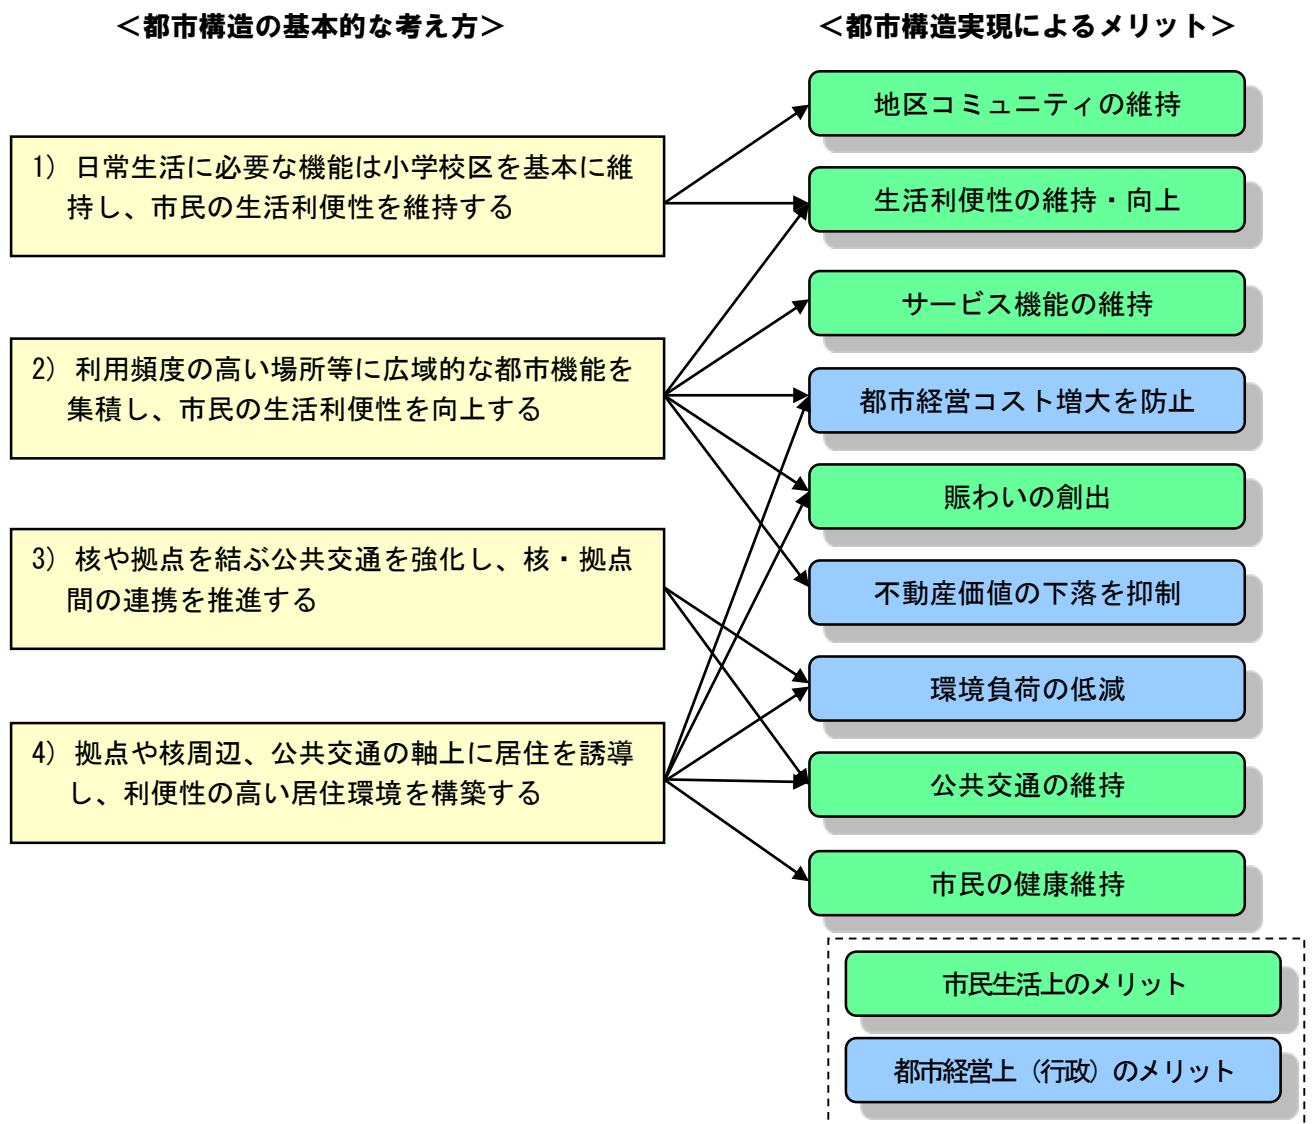 ＜都市構造の基本的な考え方＞
＜都市構造実現によるメリット＞
1）日常生活に必要な機能は小学校区を基本に維
持し、市民の生活利便性を維持する
2）利用頻度の高い場所等に広域的な都市機能を
集積し、市民の生活利便性を向上する
3）核や拠点を結ぶ公共交通を強化し、核・拠点
間の連携を推進する
4）拠点や核周辺、公共交通の軸上に居住を誘導
し、利便性の高い居住環境を構築する
地区コミュニティの維持
生活利便性の維持・向上
サービス機能の維持
都市経営コスト増大を防止
賑わいの創出
不動産価値の下落を抑制
環境負荷の低減
公共交通の維持
市民の健康維持
市民生活上のメリット
都市経営上（行政）のメリット